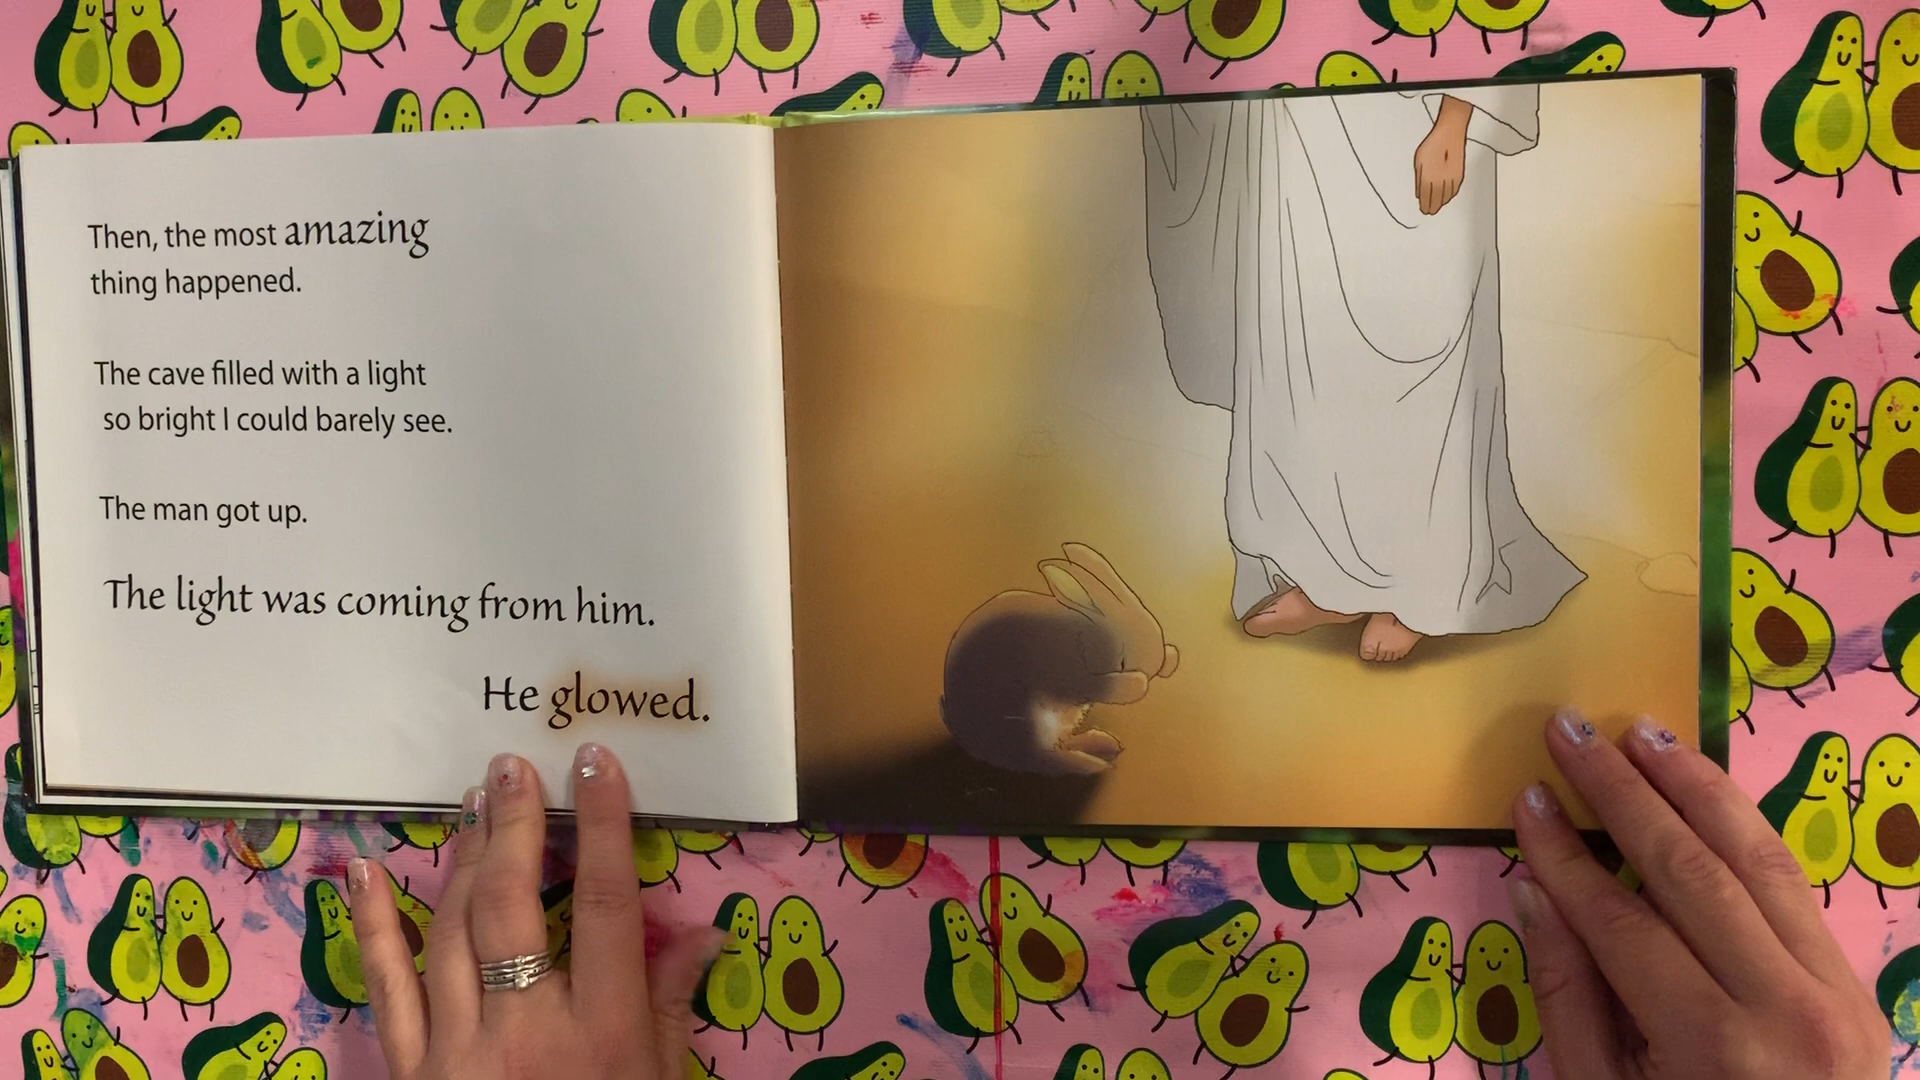 Then, the most amazing
thing happened.
The cave filled with a light
so bright I could barely see.
The man got up.
The light was coming from him.
He glowed.